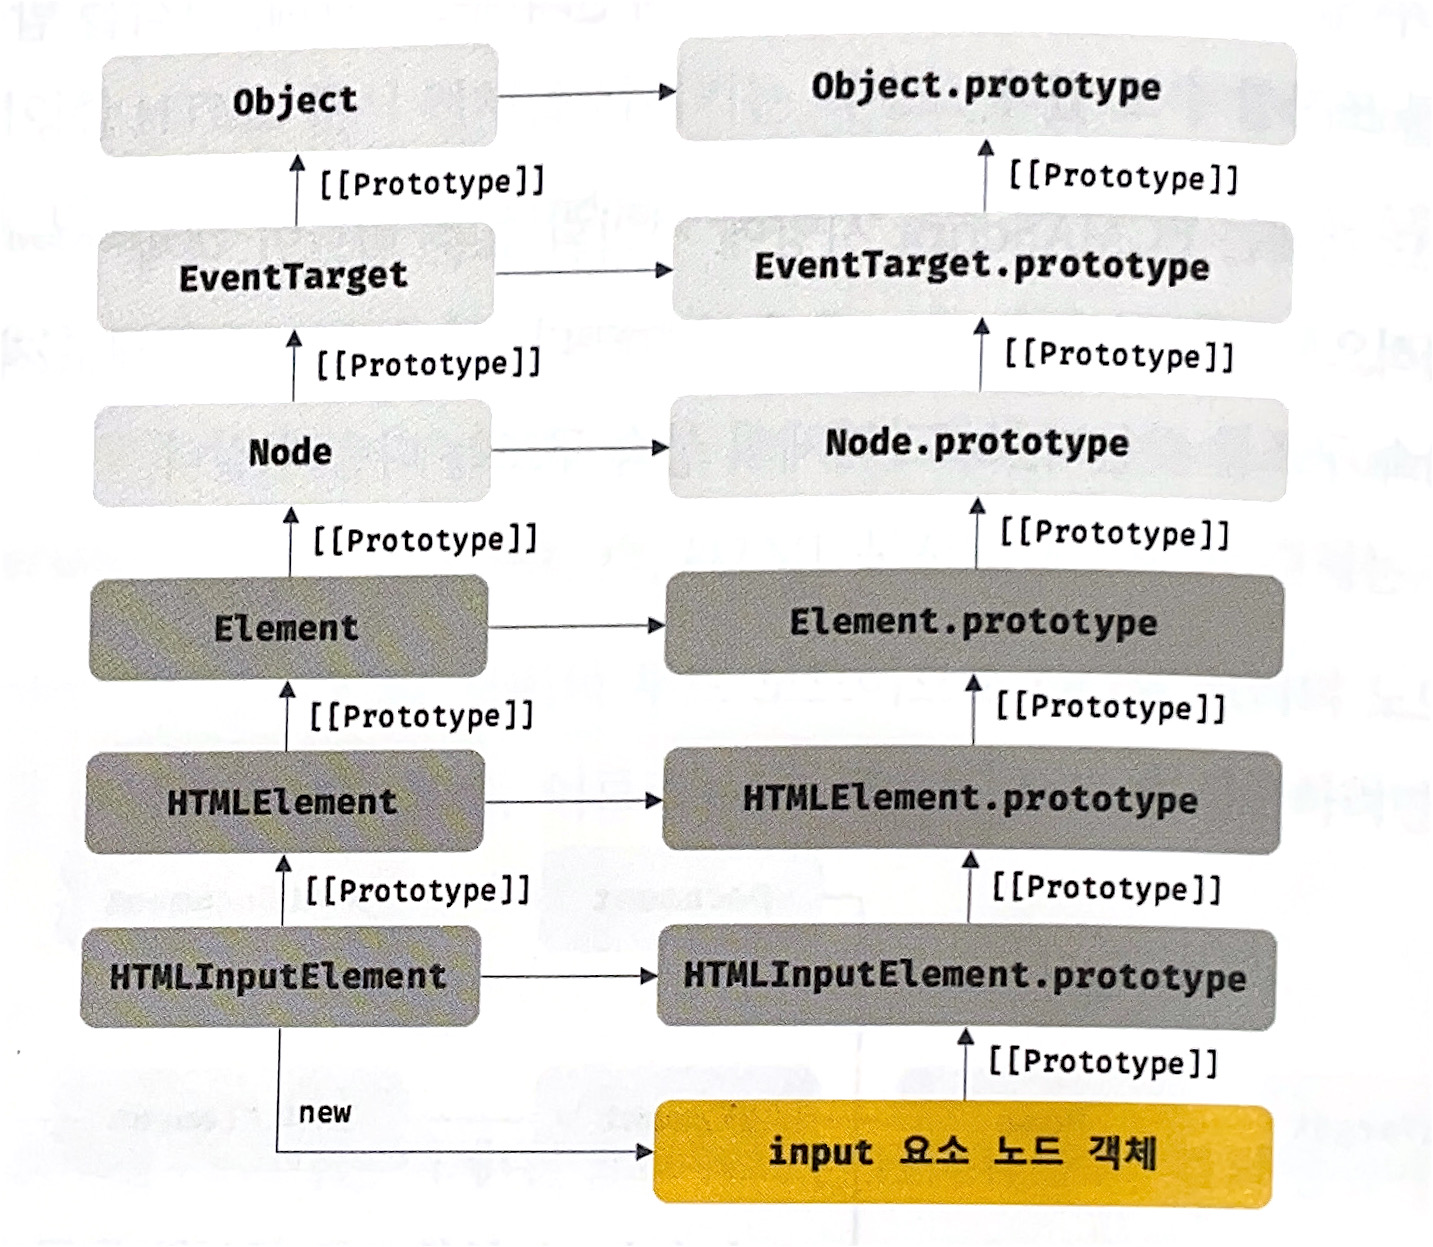 Object
Object.prototype
[[Prototype]]
[[Prototype]]
EventTarget
EventTarget.prototype
[[Prototype]]
[[Prototype]]
Node
Node.prototype
[[Prototype]]
[[Prototype]]
Element
Element.prototype
[[Prototype]]
[[Prototype]]
HTMLElement
HTMLElement.prototype
[[Prototype]]
[[Prototype]]
HTMLInputElement
HTMLInputElement.prototype
[[Prototype]]
new
input 요소 노드 객체